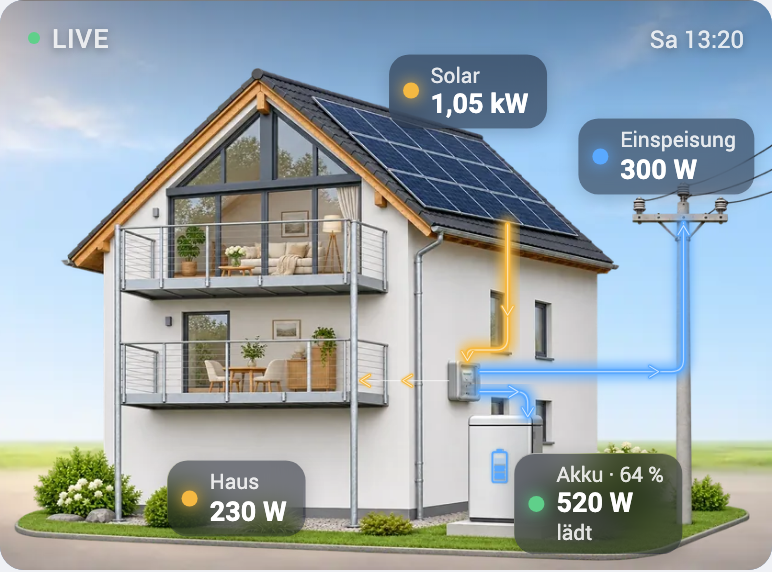 LIVE
Sa 13:20
Solar
1,05 kW
Einspeisung
300 W
Haus
230 W
Akku · 64 %
520 W
lädt